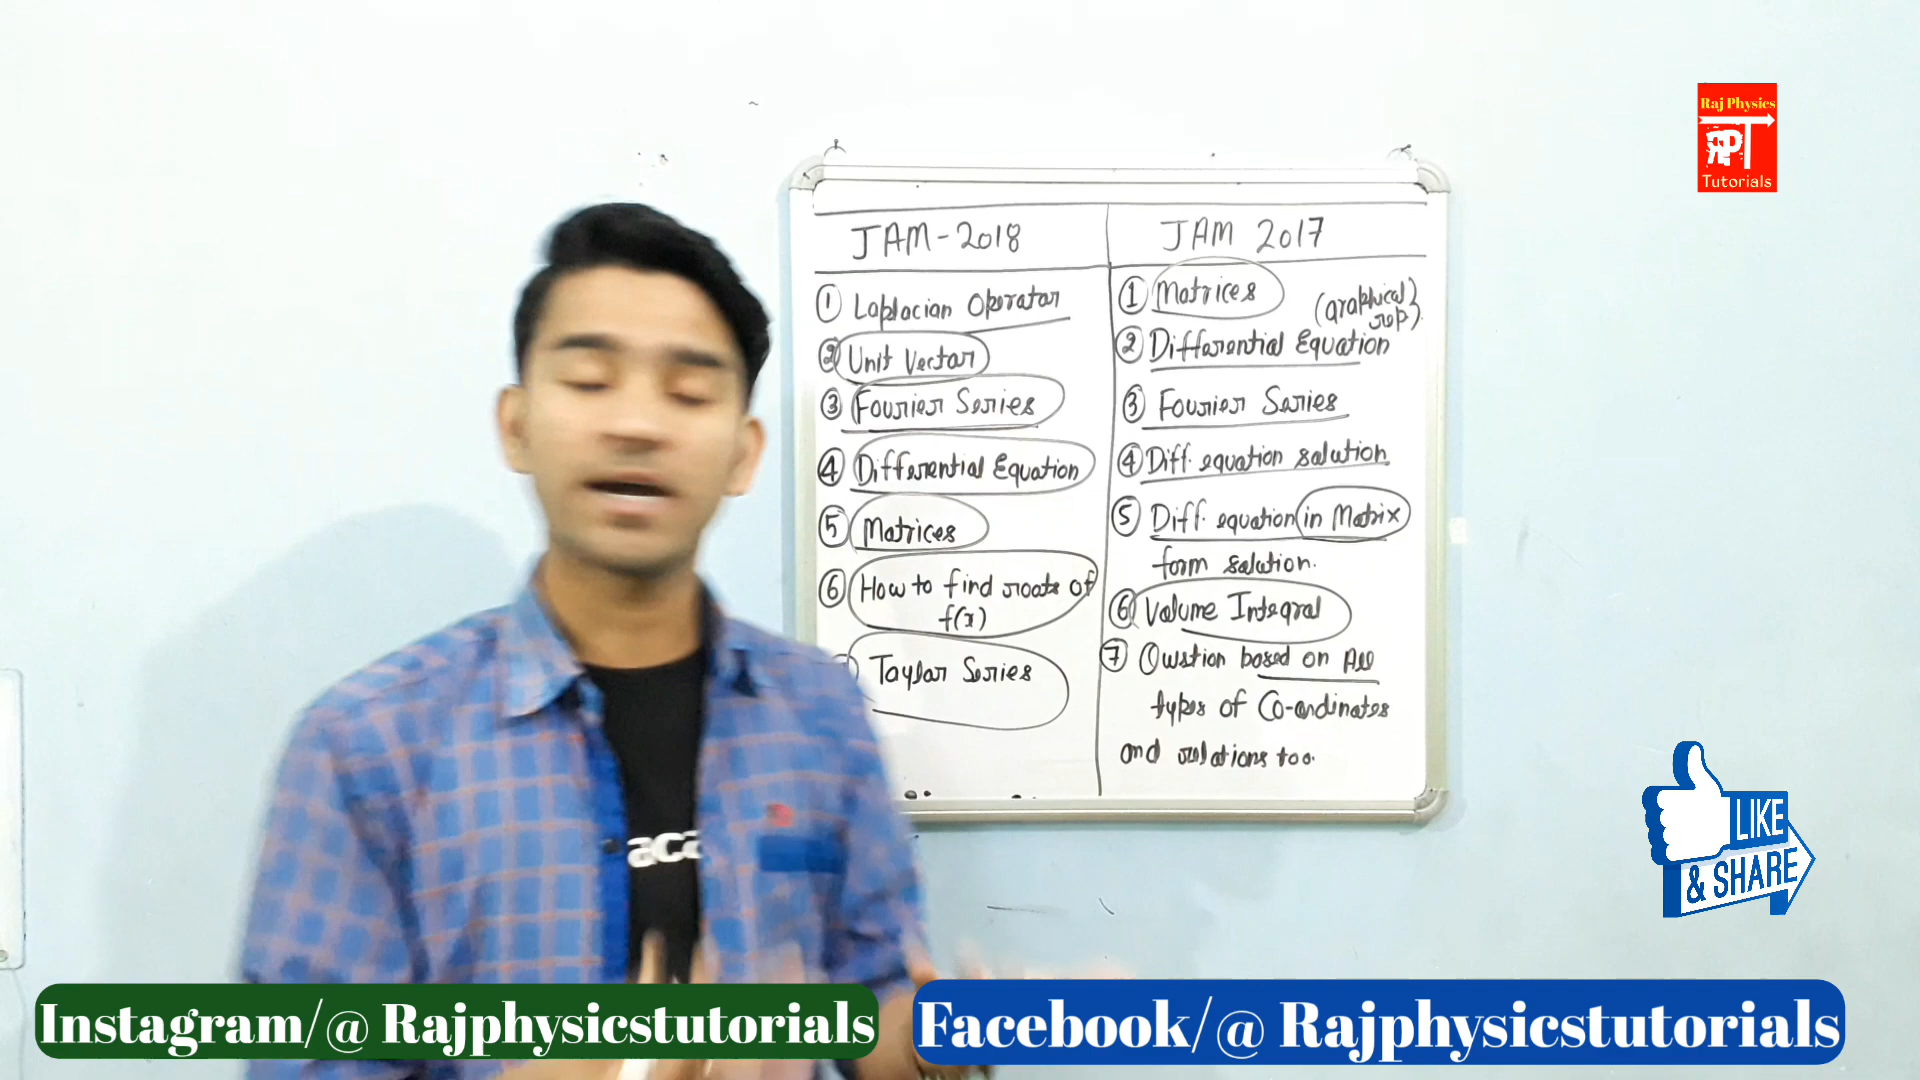 Raj Physics
RPT
Tutorials
JAM-2018
① Laplacian Operator
② Unit Vector
③ Fourier Series
④ Differential Equation
⑤ Matrices
⑥ How to find roots of
f(x)
Taylor Series
JAM 2017
① Matrices
(Graphical
rep).
② Differential Equation
③ Fourier Series
④ Diff. equation solution
⑤ Diff. equation in Matrix
form solution.
⑥ Volume Integral
⑦ Question based on All
types of Co-ordinates
and relations too.
aca
LIKE
& SHARE
Instagram/@ Rajphysicstutorials
Facebook/@ Rajphysicstutorials